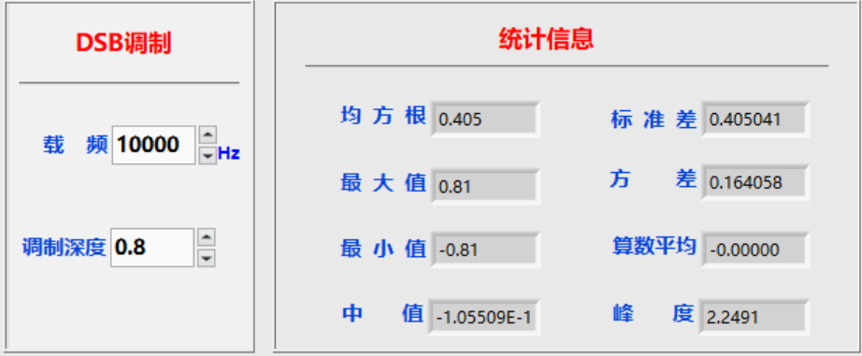 DSB调制
载 频 10000 Hz
调制深度 0.8
统计信息
均 方 根 0.405 标 准 差 0.405041
最 大 值 0.81 方 差 0.164058
最 小 值 -0.81 算数平均 -0.00000
中 值 -1.05509E-1 峰 度 2.2491